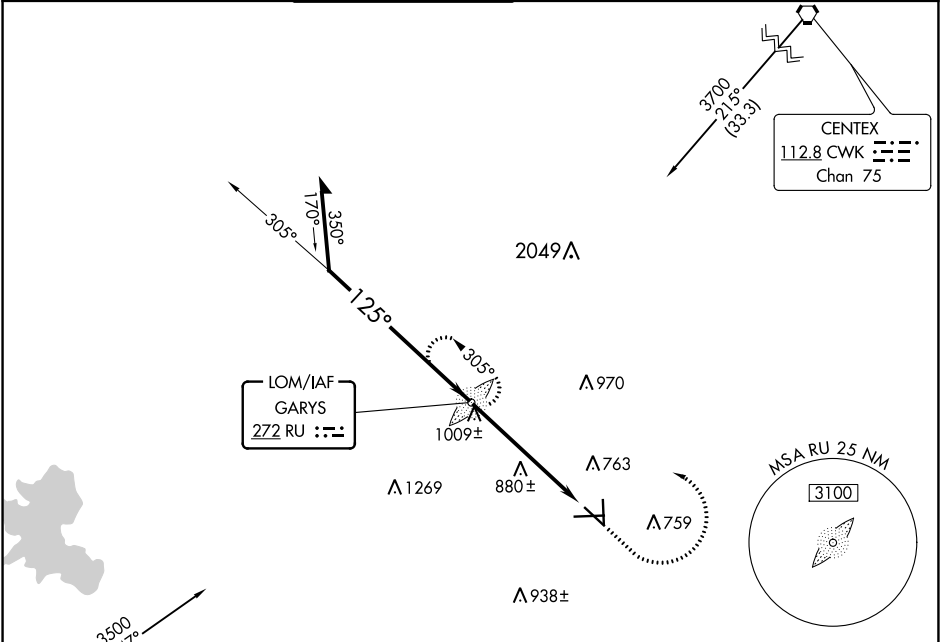 3700
215°
(33.3)
CENTEX
112.8 CWK
Chan 75
305°
170°
350°
125°
2049
305°
970
LOM/IAF
GARYS
272 RU
1009±
1269
880±
763
759
MSA RU 25 NM
3100
938±
3500